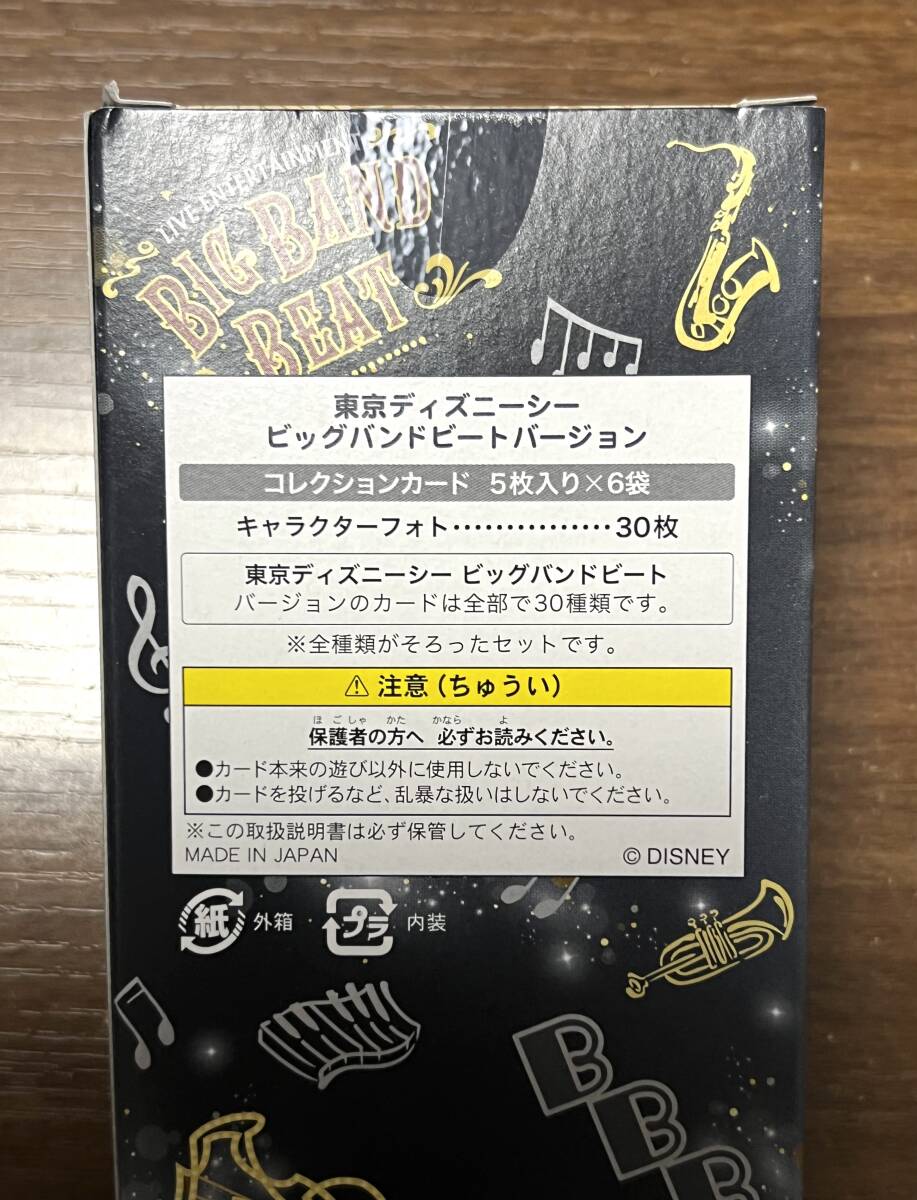 LIVE ENTERTAINMENT
BIG BAND
BEAT
東京ディズニーシー
ビッグバンドビートバージョン
コレクションカード 5枚入り×6袋
キャラクターフォト・・・・・・・・・・・・・・・30枚
東京ディズニーシー ビッグバンドビート
バージョンのカードは全部で30種類です。
※全種類がそろったセットです。
⚠ 注意(ちゅうい)
ほごしゃ かた かなら よ
保護者の方へ 必ずお読みください。
●カード本来の遊び以外に使用しないでください。
●カードを投げるなど、乱暴な扱いはしないでください。
※この取扱説明書は必ず保管してください。
MADE IN JAPAN © DISNEY
紙 外箱・プラ 内装
B
B
B